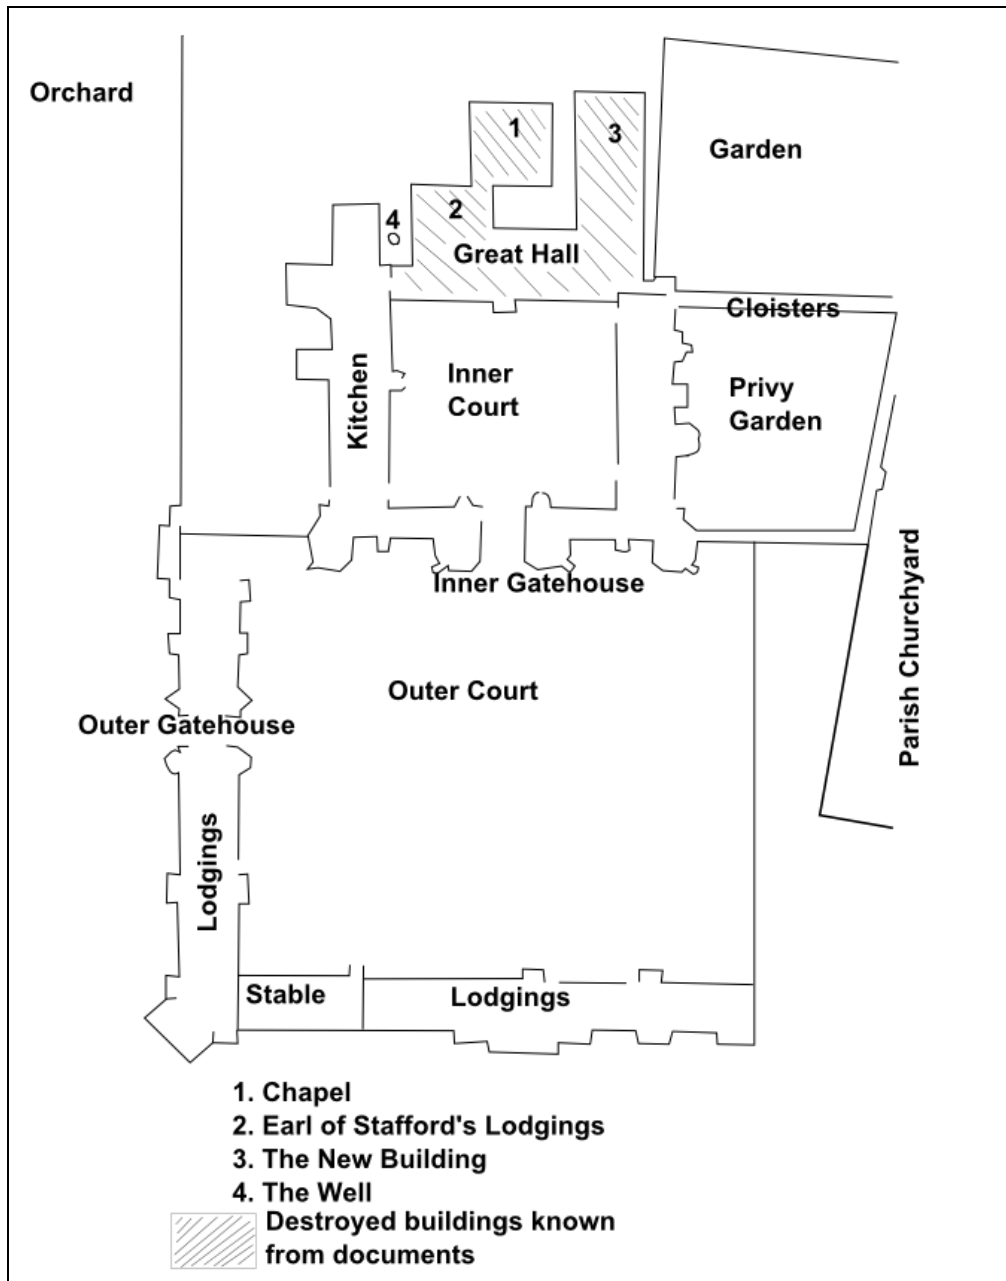 Orchard
1
3
Garden
2
4
Great Hall
Cloisters
Kitchen
Inner
Court
Privy
Garden
Inner Gatehouse
Parish Churchyard
Outer Court
Outer Gatehouse
Lodgings
Stable
Lodgings
1. Chapel
2. Earl of Stafford's Lodgings
3. The New Building
4. The Well
Destroyed buildings known
from documents